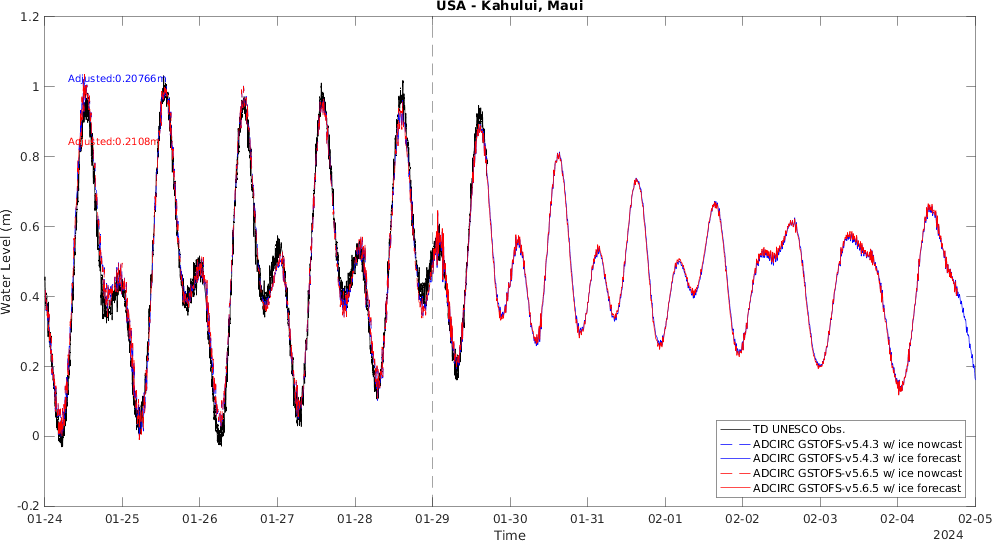 USA - Kahului, Maui
1.2
1
0.8
0.6
0.4
0.2
0
-0.2
Water Level (m)
Adjusted:0.20766m
Adjusted:0.2108m
TD UNESCO Obs.
ADCIRC GSTOFS-v5.4.3 w/ ice nowcast
ADCIRC GSTOFS-v5.4.3 w/ ice forecast
ADCIRC GSTOFS-v5.6.5 w/ ice nowcast
ADCIRC GSTOFS-v5.6.5 w/ ice forecast
01-24 01-25 01-26 01-27 01-28 01-29 01-30 01-31 02-01 02-02 02-03 02-04 02-05
Time
2024